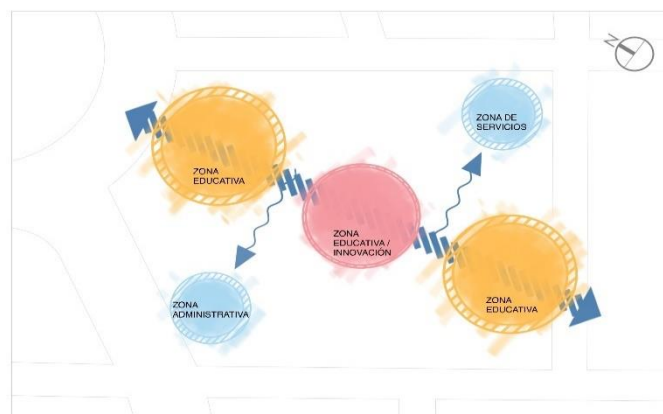 N
ZONA DE
SERVICIOS
ZONA
EDUCATIVA
ZONA
EDUCATIVA /
INNOVACIÓN
ZONA
ADMINISTRATIVA
ZONA
EDUCATIVA